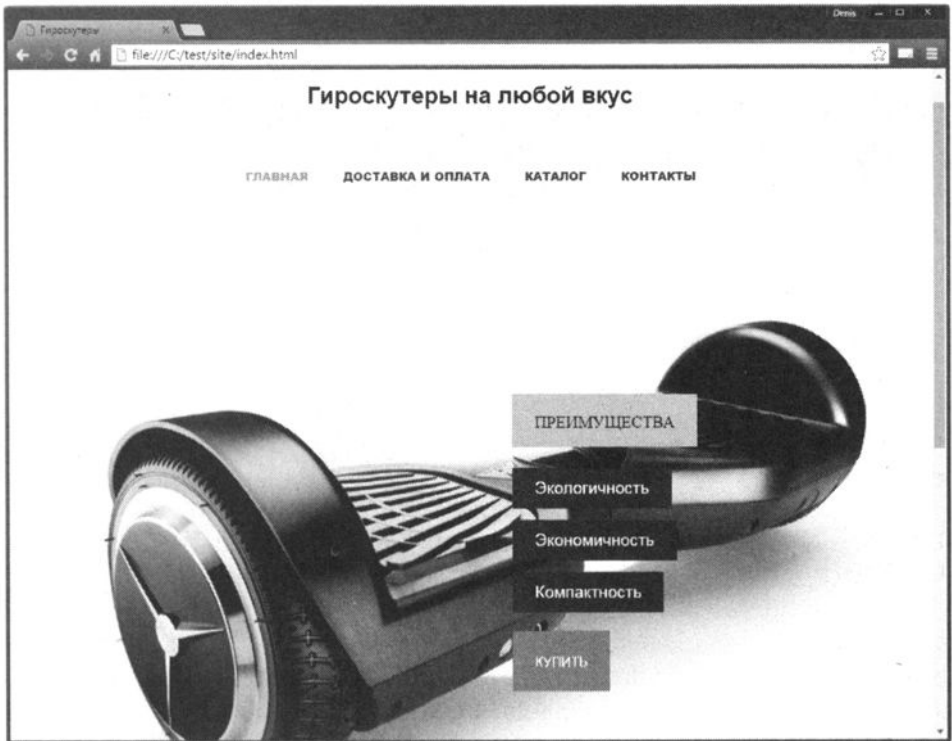 Denis
Гироскутеры
file:///C:/test/site/index.html
Гироскутеры на любой вкус
ГЛАВНАЯ ДОСТАВКА И ОПЛАТА КАТАЛОГ КОНТАКТЫ
ПРЕИМУЩЕСТВА
Экологичность
Экономичность
Компактность
КУПИТЬ